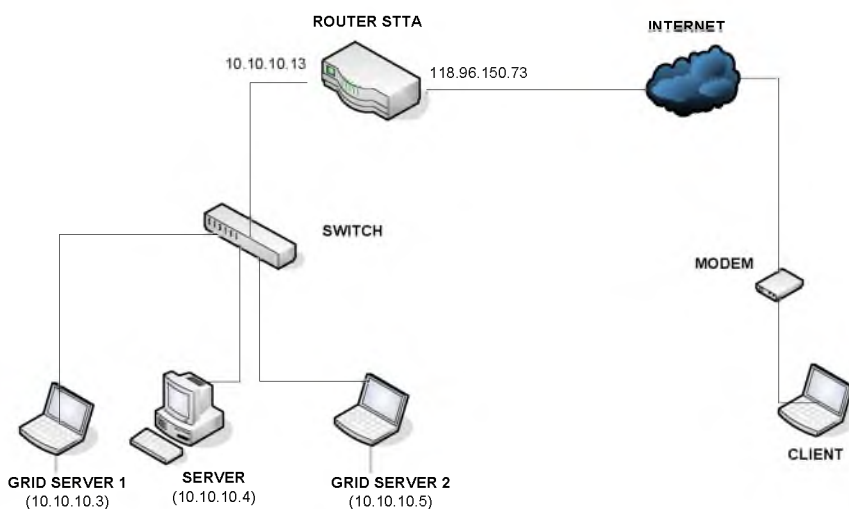 ROUTER STTA
INTERNET
10.10.10.13
118.96.150.73
SWITCH
MODEM
CLIENT
GRID SERVER 1
(10.10.10.3)
SERVER
(10.10.10.4)
GRID SERVER 2
(10.10.10.5)